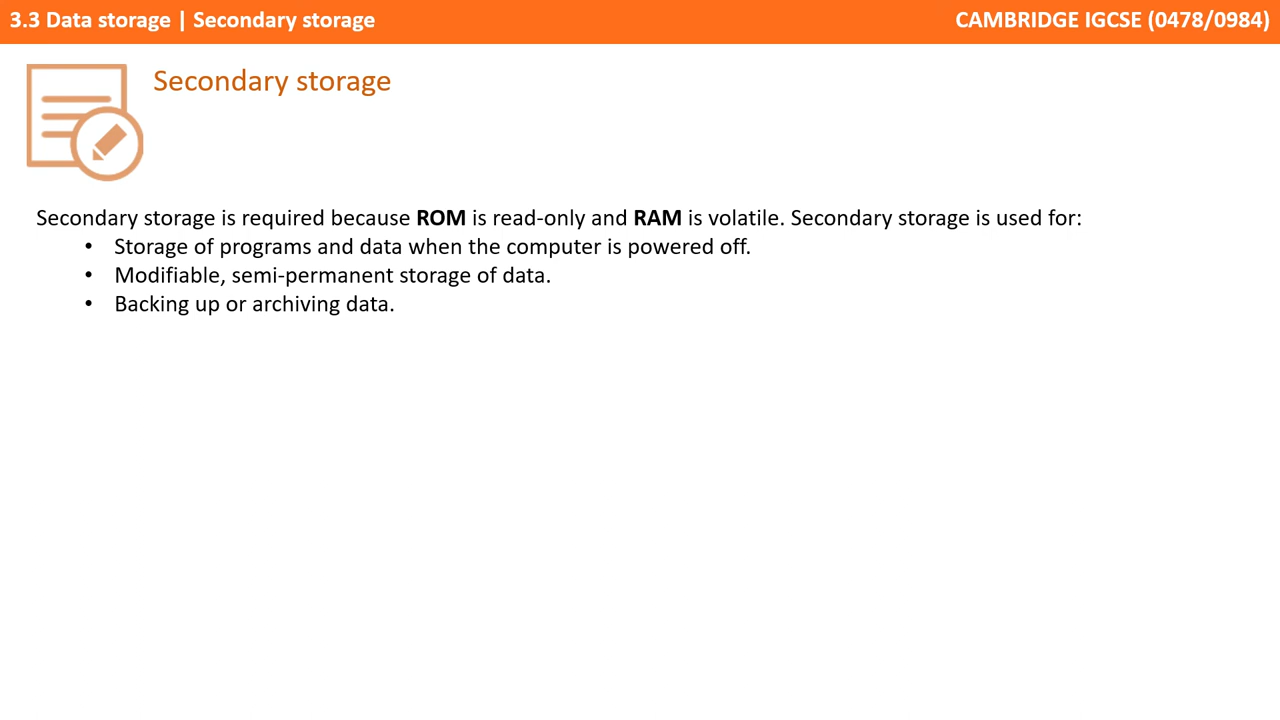 3.3 Data storage | Secondary storage
CAMBRIDGE IGCSE (0478/0984)
Secondary storage
Secondary storage is required because ROM is read-only and RAM is volatile. Secondary storage is used for:
• Storage of programs and data when the computer is powered off.
• Modifiable, semi-permanent storage of data.
• Backing up or archiving data.